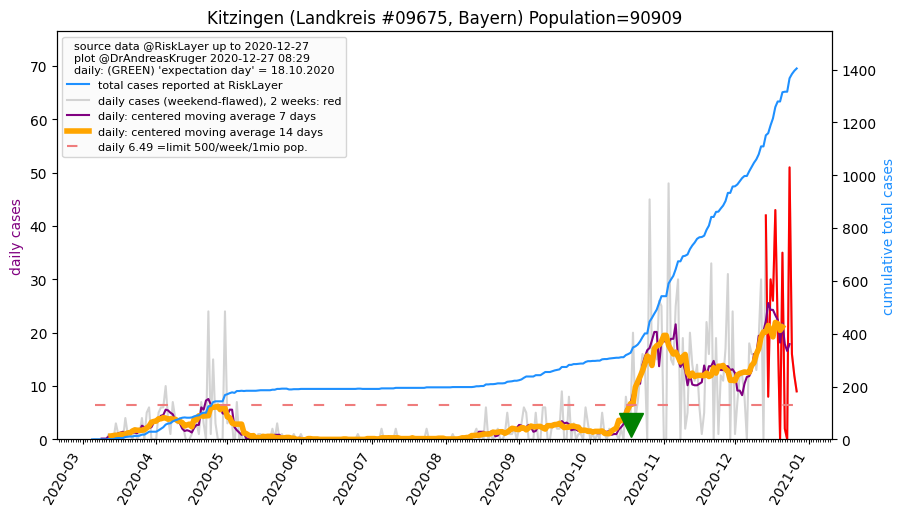 Kitzingen (Landkreis #09675, Bayern) Population=90909
source data @RiskLayer up to 2020-12-27
plot @DrAndreasKruger 2020-12-27 08:29
daily: (GREEN) 'expectation day' = 18.10.2020
total cases reported at RiskLayer
daily cases (weekend-flawed), 2 weeks: red
daily: centered moving average 7 days
daily: centered moving average 14 days
daily 6.49 =limit 500/week/1mio pop.
daily cases
70
60
50
40
30
20
10
0
cumulative total cases
1400
1200
1000
800
600
400
200
0
2020-03
2020-04
2020-05
2020-06
2020-07
2020-08
2020-09
2020-10
2020-11
2020-12
2021-01